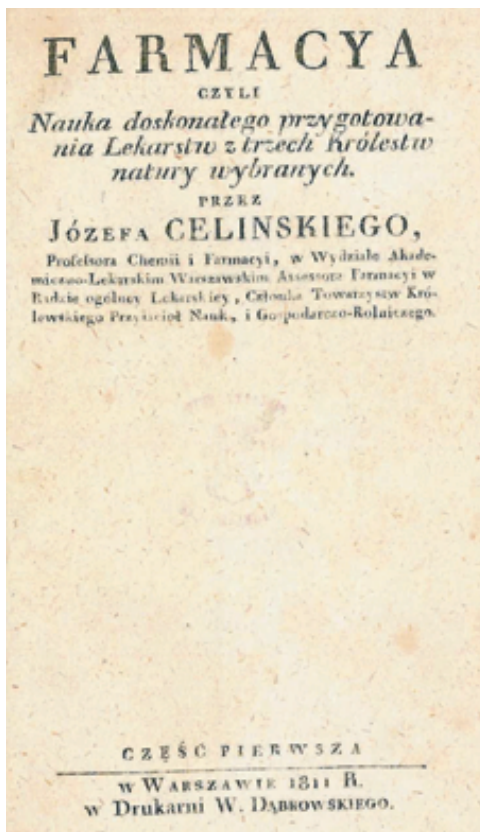 FARMACYA
CZYLI
Nauka doskonałego przygotowa-
nia Lekarstw z trzech Królestw
natury wybranych.
PRZEZ
JÓZEFA CELINSKIEGO,
Professora Chemii i Farmacyi, w Wydziale Akade-
miczno-Lekarskim Warszawskim Assessora Farmacyi w
Radzie ogólney Lekarskiey, Członka Towarzystw Kró-
lewskiego Przyiaciół Nauk, i Gospodarczo-Rolniczego.
CZĘŚĆ PIERWSZA
w WARSZAWIE 1811 R.
w Drukarni W. DĄBROWSKIEGO.